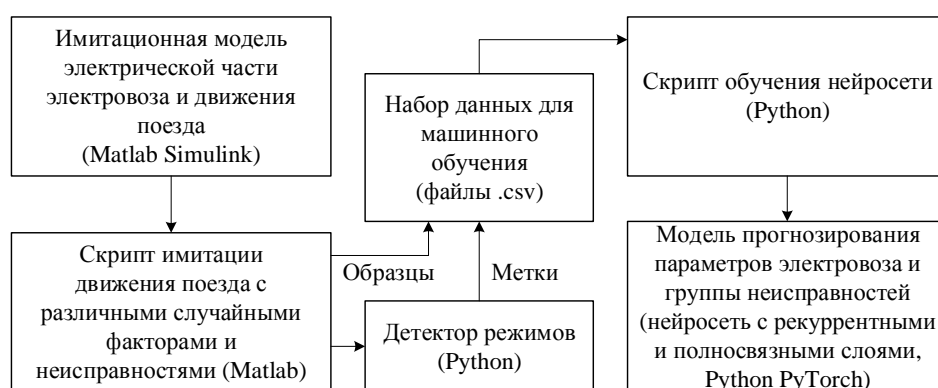 Имитационная модель
электрической части
электровоза и движения
поезда
(Matlab Simulink)
Скрипт имитации
движения поезда с
различными случайными
факторами и
неисправностями (Matlab)
Образцы
Метки
Набор данных для
машинного
обучения
(файлы .csv)
Детектор режимов
(Python)
Скрипт обучения нейросети
(Python)
Модель прогнозирования
параметров электровоза и
группы неисправностей
(нейросеть с рекуррентными
и полносвязными слоями,
Python PyTorch)